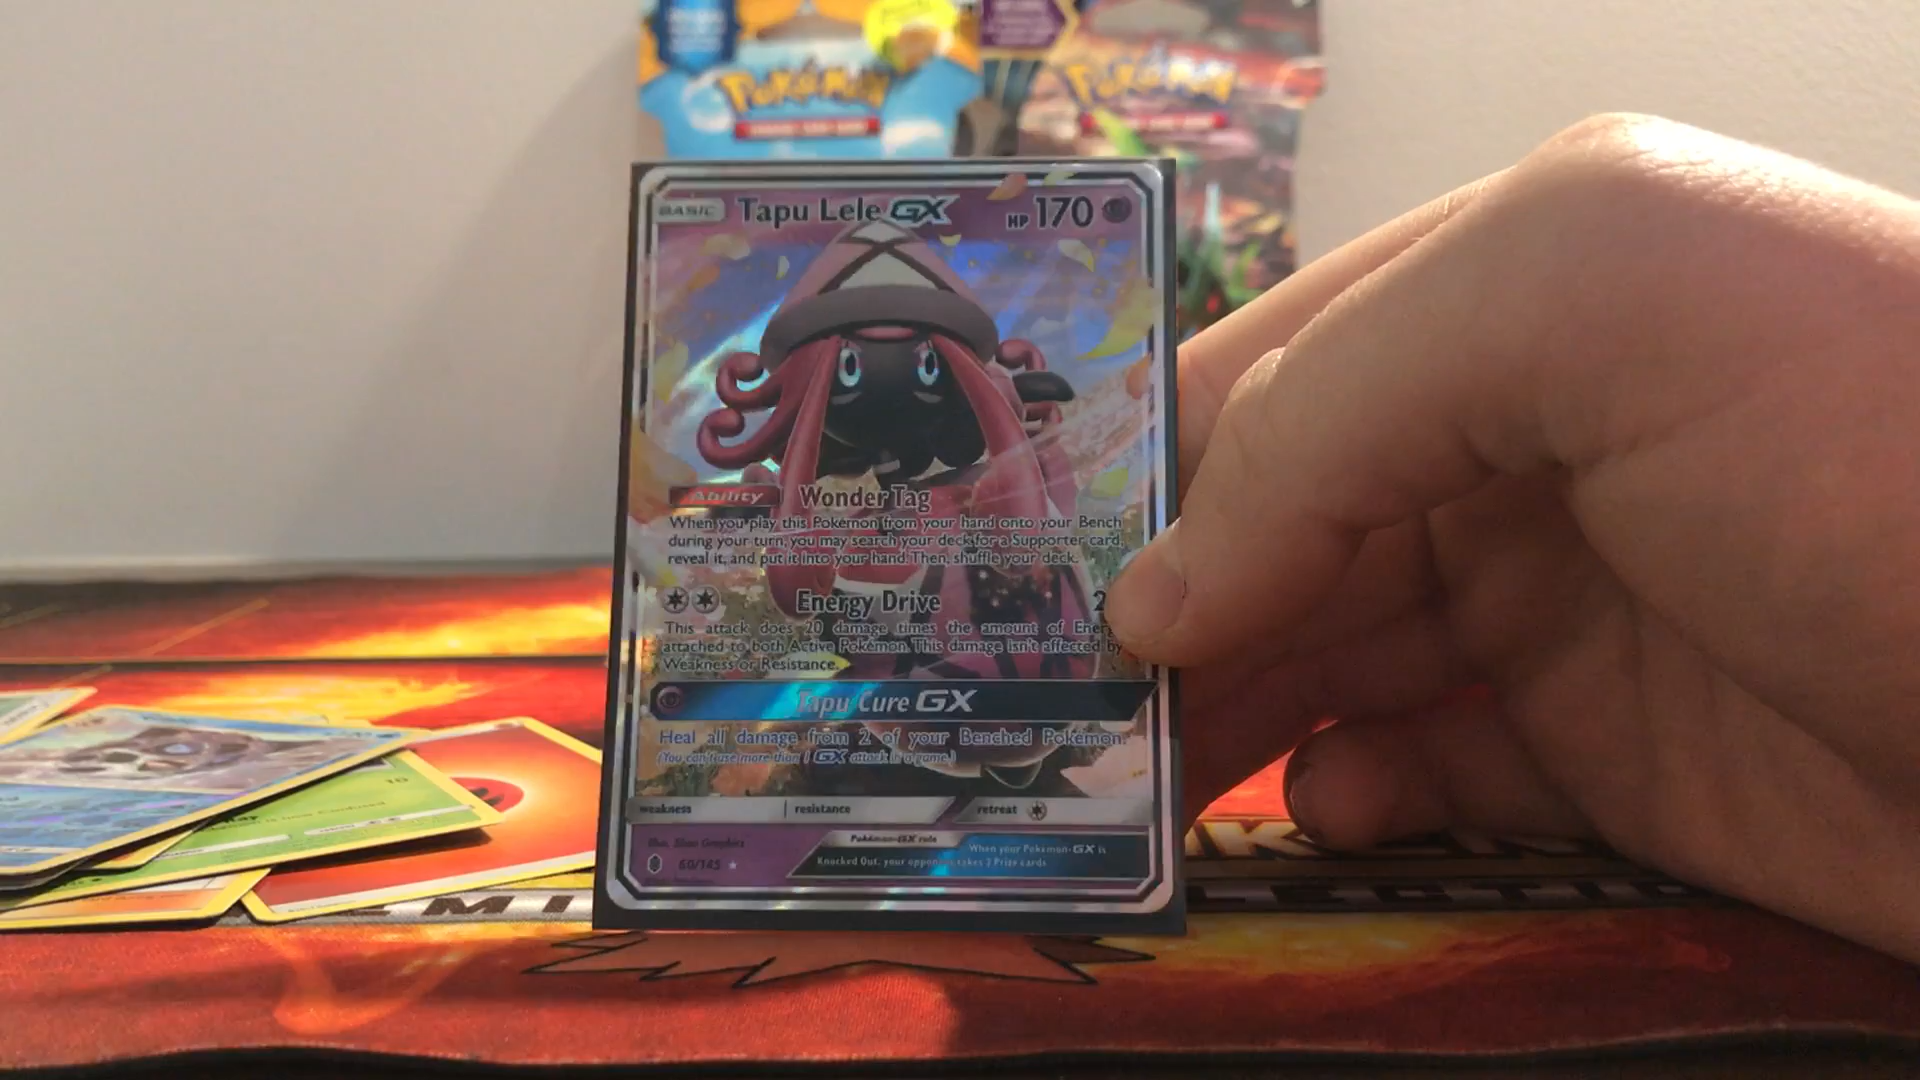 Pokémon
Pokémon
BASIC Tapu Lele GX HP 170
Ability Wonder Tag
When you play this Pokémon from your hand onto your Bench
during your turn, you may search your deck for a Supporter card,
reveal it, and put it into your hand. Then, shuffle your deck.
Energy Drive 2
This attack does 20 damage times the amount of Energ
attached to both Active Pokémon. This damage isn't affected by
Weakness or Resistance.
Tapu Cure GX
Heal all damage from 2 of your Benched Pokémon.
(You can't use more than 1 GX attack in a game.)
weakness resistance retreat
Illus. 60/145
Pokémon-GX rule
When your Pokémon-GX is
Knocked Out, your opponent takes 2 Prize cards
10
EMI